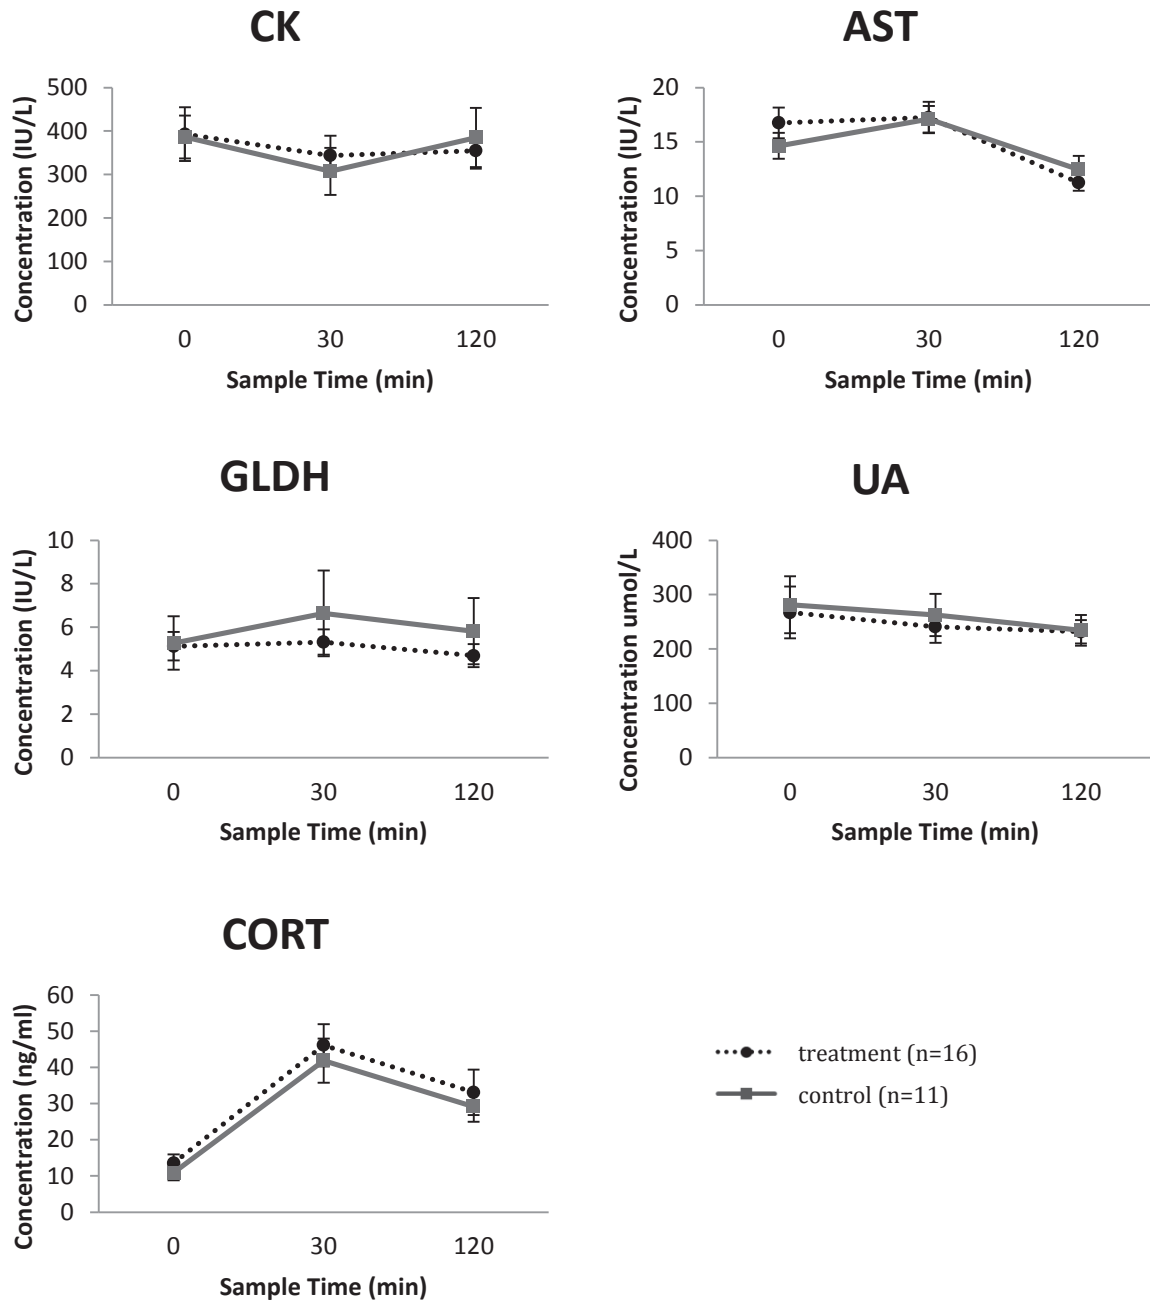 CK
Concentration (IU/L)
500
400
300
200
100
0
0 30 120
Sample Time (min)
AST
Concentration (IU/L)
20
15
10
5
0
0 30 120
Sample Time (min)
GLDH
Concentration (IU/L)
10
8
6
4
2
0
0 30 120
Sample Time (min)
UA
Concentration umol/L
400
300
200
100
0
0 30 120
Sample Time (min)
CORT
Concentration (ng/ml)
60
50
40
30
20
10
0
0 30 120
Sample Time (min)
treatment (n=16)
control (n=11)